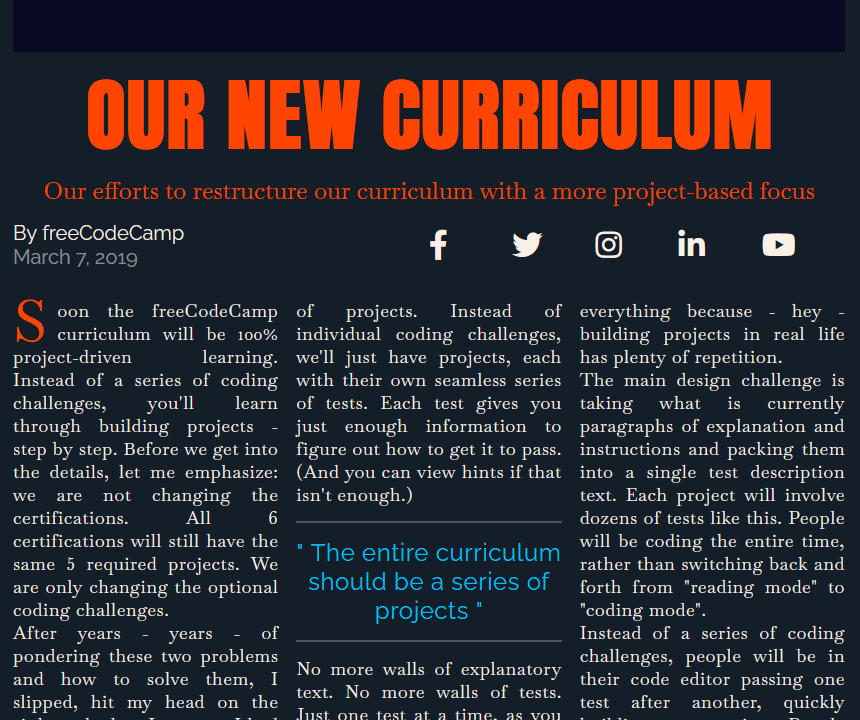 OUR NEW CURRICULUM
Our efforts to restructure our curriculum with a more project-based focus
By freeCodeCamp
March 7, 2019
Soon the freeCodeCamp
curriculum will be 100%
project-driven learning.
Instead of a series of coding
challenges, you'll learn
through building projects -
step by step. Before we get into
the details, let me emphasize:
we are not changing the
certifications. All 6
certifications will still have the
same 5 required projects. We
are only changing the optional
coding challenges.
After years - years - of
pondering these two problems
and how to solve them, I
slipped, hit my head on the
of projects. Instead of
individual coding challenges,
we'll just have projects, each
with their own seamless series
of tests. Each test gives you
just enough information to
figure out how to get it to pass.
(And you can view hints if that
isn't enough.)
" The entire curriculum
should be a series of
projects "
No more walls of explanatory
text. No more walls of tests.
Just one test at a time, as you
everything because - hey -
building projects in real life
has plenty of repetition.
The main design challenge is
taking what is currently
paragraphs of explanation and
instructions and packing them
into a single test description
text. Each project will involve
dozens of tests like this. People
will be coding the entire time,
rather than switching back and
forth from "reading mode" to
"coding mode".
Instead of a series of coding
challenges, people will be in
their code editor passing one
test after another, quickly